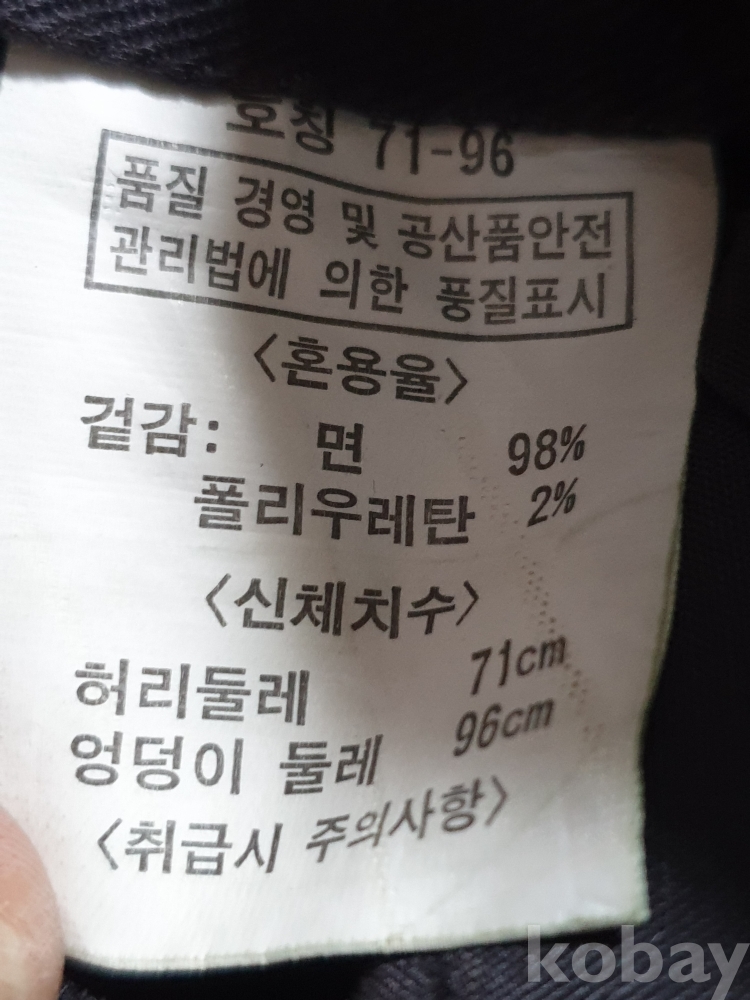 호칭 71-96
품질 경영 및 공산품안전
관리법에 의한 풍질표시
<혼용율>
겉감: 면 98%
폴리우레탄 2%
<신체치수>
허리둘레 71cm
엉덩이 둘레 96cm
<취급시 주의사항>
kobay